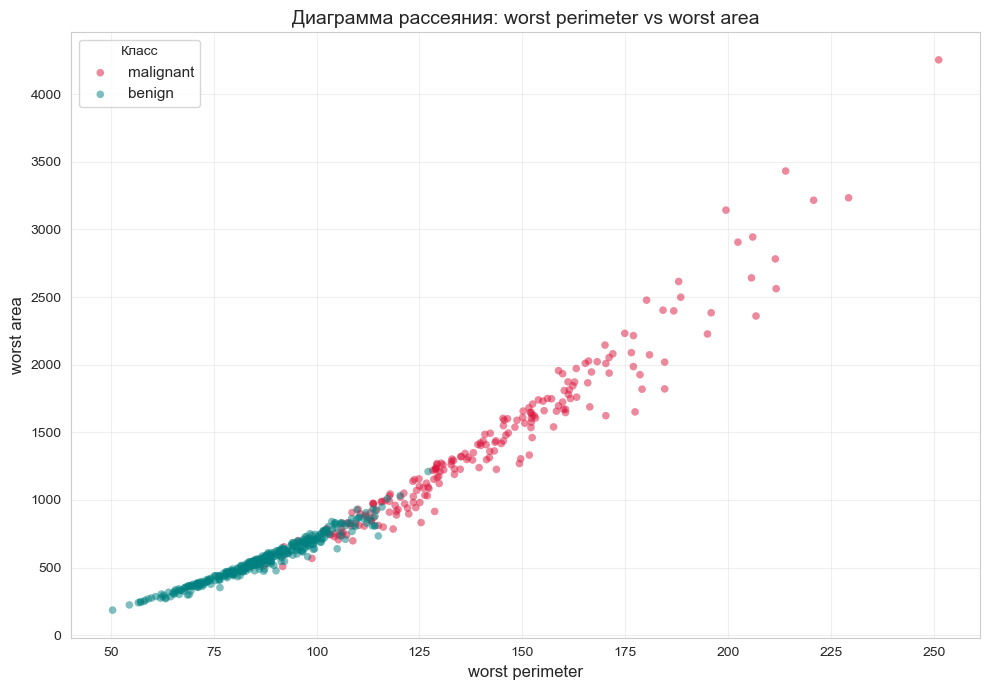 Диаграмма рассеяния: worst perimeter vs worst area
Класс
malignant
benign
worst area
4000
3500
3000
2500
2000
1500
1000
500
0
50 75 100 125 150 175 200 225 250
worst perimeter